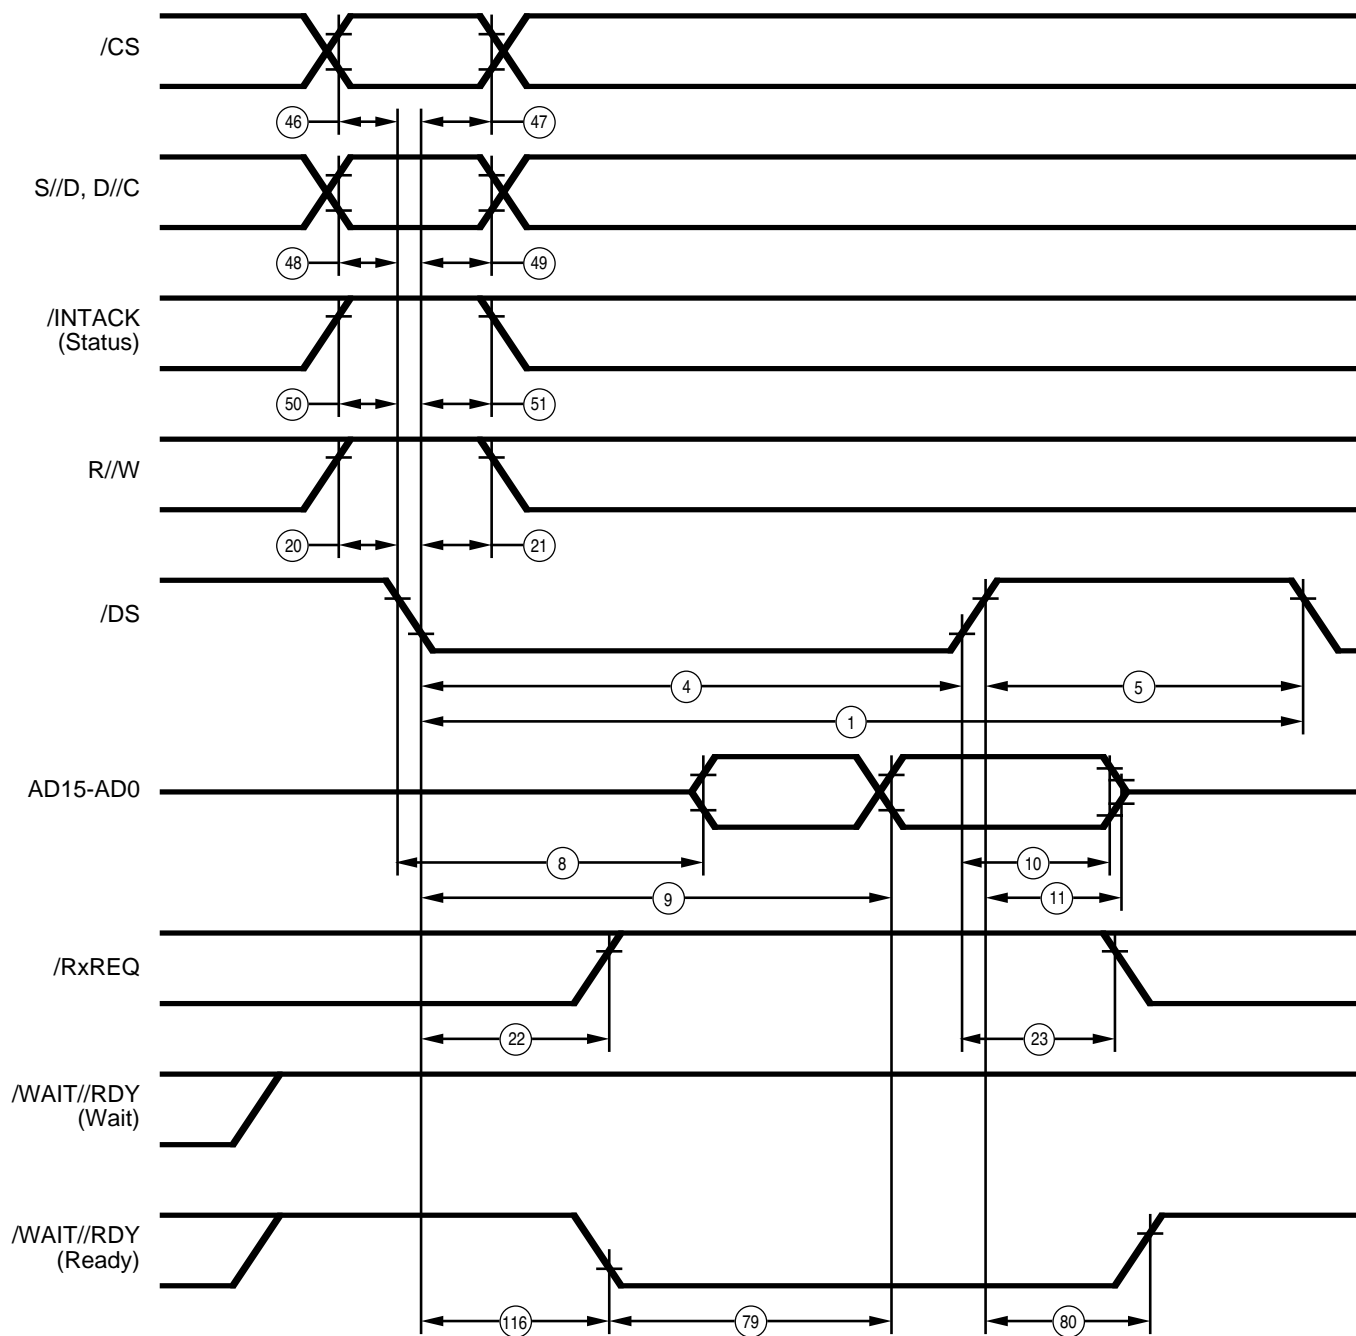 /CS
46
47
S//D, D//C
48
49
/INTACK
(Status)
50
51
R//W
20
21
/DS
4
5
1
AD15-AD0
8
10
9
11
/RxREQ
22
23
/WAIT//RDY
(Wait)
/WAIT//RDY
(Ready)
116
79
80